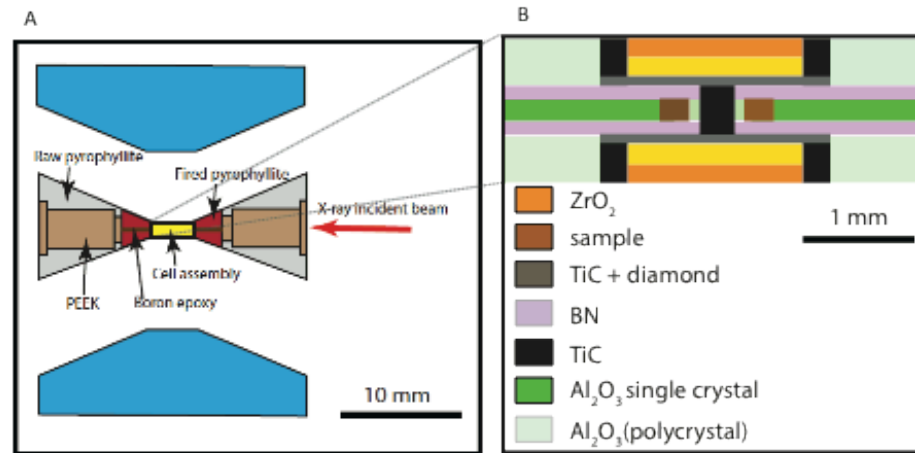 A
B
Raw pyrophyllite
Fired pyrophyllite
X-ray incident beam
Cell assembly
PEEK
Boron epoxy
10 mm
ZrO₂
sample
TiC + diamond
BN
TiC
Al₂O₃ single crystal
Al₂O₃(polycrystal)
1 mm